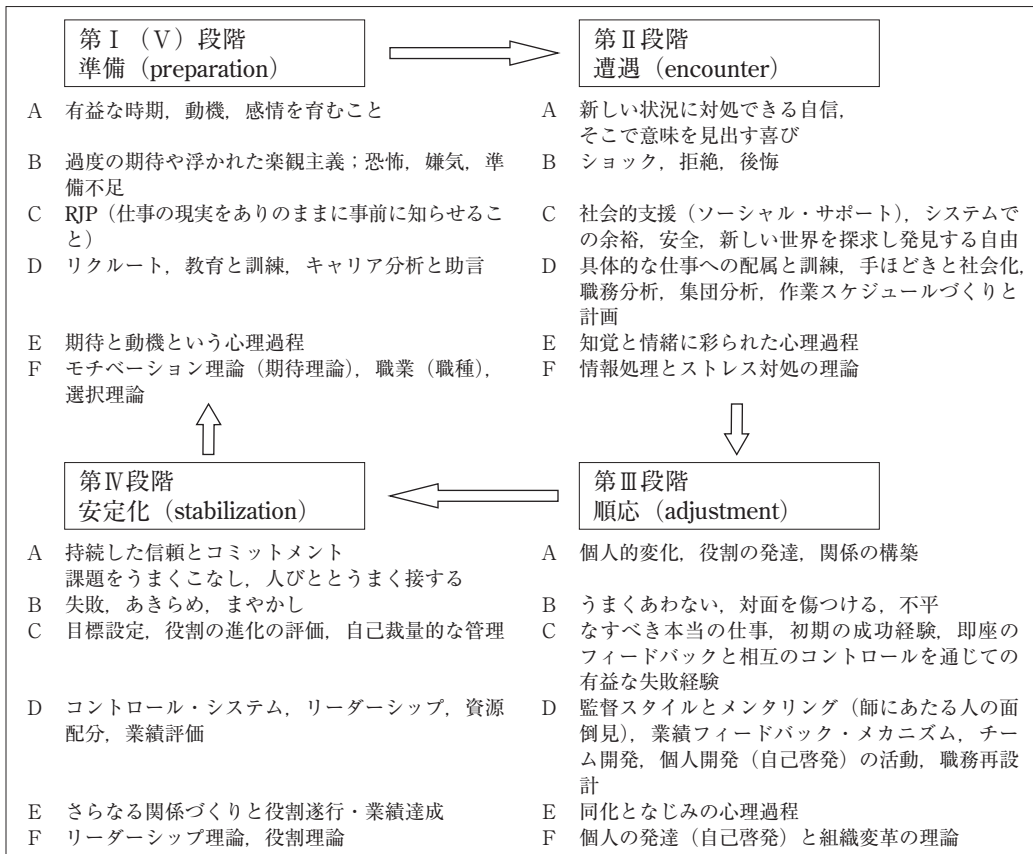 第Ⅰ（Ⅴ）段階
準備（preparation）
A 有益な時期，動機，感情を育むこと
B 過度の期待や浮かれた楽観主義；恐怖，嫌気，準
備不足
C RJP（仕事の現実をありのままに事前に知らせるこ
と）
D リクルート，教育と訓練，キャリア分析と助言
E 期待と動機という心理過程
F モチベーション理論（期待理論），職業（職種），
選択理論
第Ⅱ段階
遭遇（encounter）
A 新しい状況に対処できる自信，
そこで意味を見出す喜び
B ショック，拒絶，後悔
C 社会的支援（ソーシャル・サポート），システムで
の余裕，安全，新しい世界を探求し発見する自由
D 具体的な仕事への配属と訓練，手ほどきと社会化，
職務分析，集団分析，作業スケジュールづくりと
計画
E 知覚と情緒に彩られた心理過程
F 情報処理とストレス対処の理論
第Ⅲ段階
順応（adjustment）
A 個人的変化，役割の発達，関係の構築
B うまくあわない，対面を傷つける，不平
C なすべき本当の仕事，初期の成功経験，即座の
フィードバックと相互のコントロールを通じての
有益な失敗経験
D 監督スタイルとメンタリング（師にあたる人の面
倒見），業績フィードバック・メカニズム，チー
ム開発，個人開発（自己啓発）の活動，職務再設
計
E 同化となじみの心理過程
F 個人の発達（自己啓発）と組織変革の理論
第Ⅳ段階
安定化（stabilization）
A 持続した信頼とコミットメント
課題をうまくこなし，人びととうまく接する
B 失敗，あきらめ，まやかし
C 目標設定，役割の進化の評価，自己裁量的な管理
D コントロール・システム，リーダーシップ，資源
配分，業績評価
E さらなる関係づくりと役割遂行・業績達成
F リーダーシップ理論，役割理論